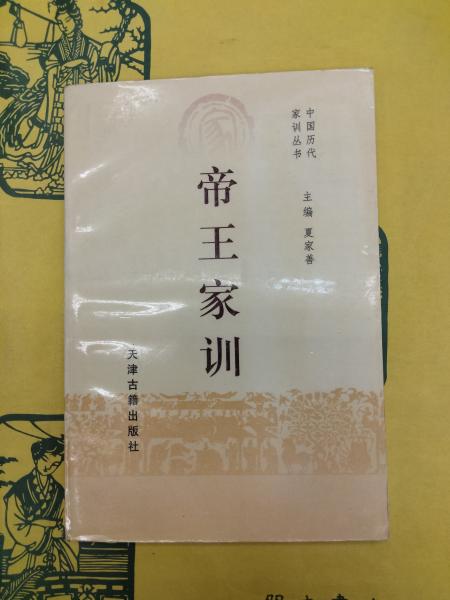 中国历代
家训丛书
主编 夏家善
帝王家训
天津古籍出版社